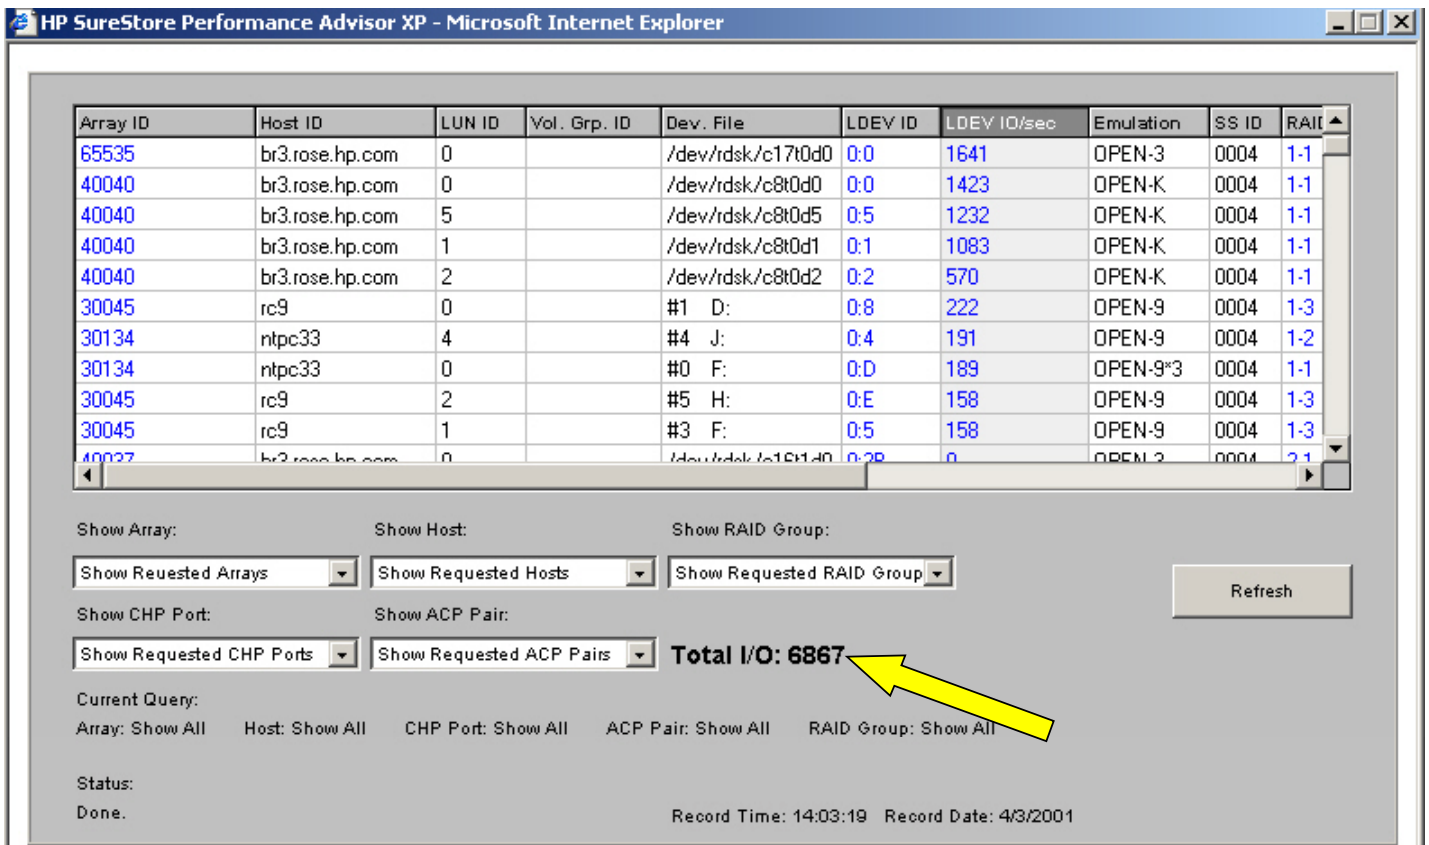 HP SureStore Performance Advisor XP - Microsoft Internet Explorer
Array ID Host ID LUN ID Vol. Grp. ID Dev. File LDEV ID LDEV IO/sec Emulation SS ID RAID
65535 br3.rose.hp.com 0 /dev/rdsk/c17t0d0 0:0 1641 OPEN-3 0004 1-1
40040 br3.rose.hp.com 0 /dev/rdsk/c8t0d0 0:0 1423 OPEN-K 0004 1-1
40040 br3.rose.hp.com 5 /dev/rdsk/c8t0d5 0:5 1232 OPEN-K 0004 1-1
40040 br3.rose.hp.com 1 /dev/rdsk/c8t0d1 0:1 1083 OPEN-K 0004 1-1
40040 br3.rose.hp.com 2 /dev/rdsk/c8t0d2 0:2 570 OPEN-K 0004 1-1
30045 rc9 0 #1 D: 0:8 222 OPEN-9 0004 1-3
30134 ntpc33 4 #4 J: 0:4 191 OPEN-9 0004 1-2
30134 ntpc33 0 #0 F: 0:D 189 OPEN-9*3 0004 1-1
30045 rc9 2 #5 H: 0:E 158 OPEN-9 0004 1-3
30045 rc9 1 #3 F: 0:5 158 OPEN-9 0004 1-3
40037 br3.rose.hp.com 0 0 OPEN-3 0004
Show Array: Show Host: Show RAID Group:
Show Reuested Arrays Show Requested Hosts Show Requested RAID Group
Refresh
Show CHP Port: Show ACP Pair:
Show Requested CHP Ports Show Requested ACP Pairs Total I/O: 6867
Current Query:
Array: Show All Host: Show All CHP Port: Show All ACP Pair: Show All RAID Group: Show All
Status:
Done.
Record Time: 14:03:19 Record Date: 4/3/2001